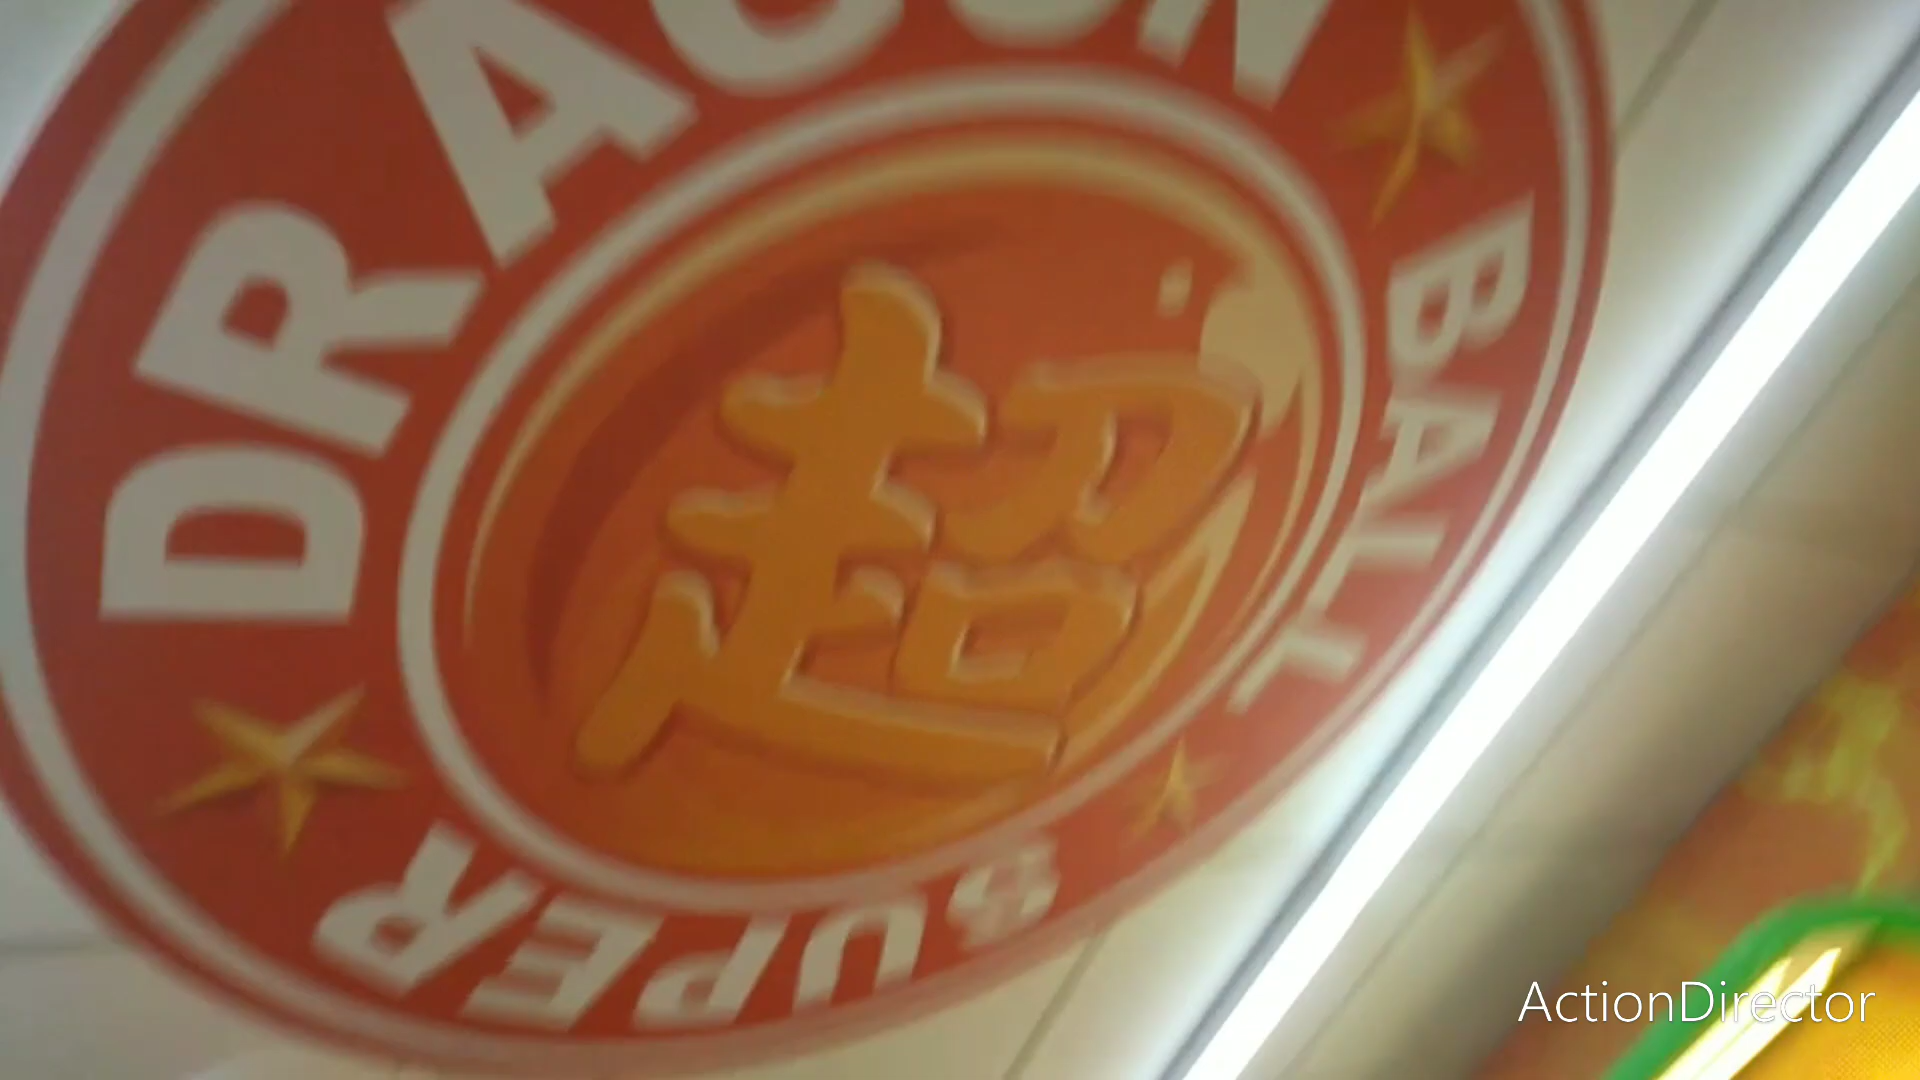 DRAGON BALL SUPER
超
ActionDirector